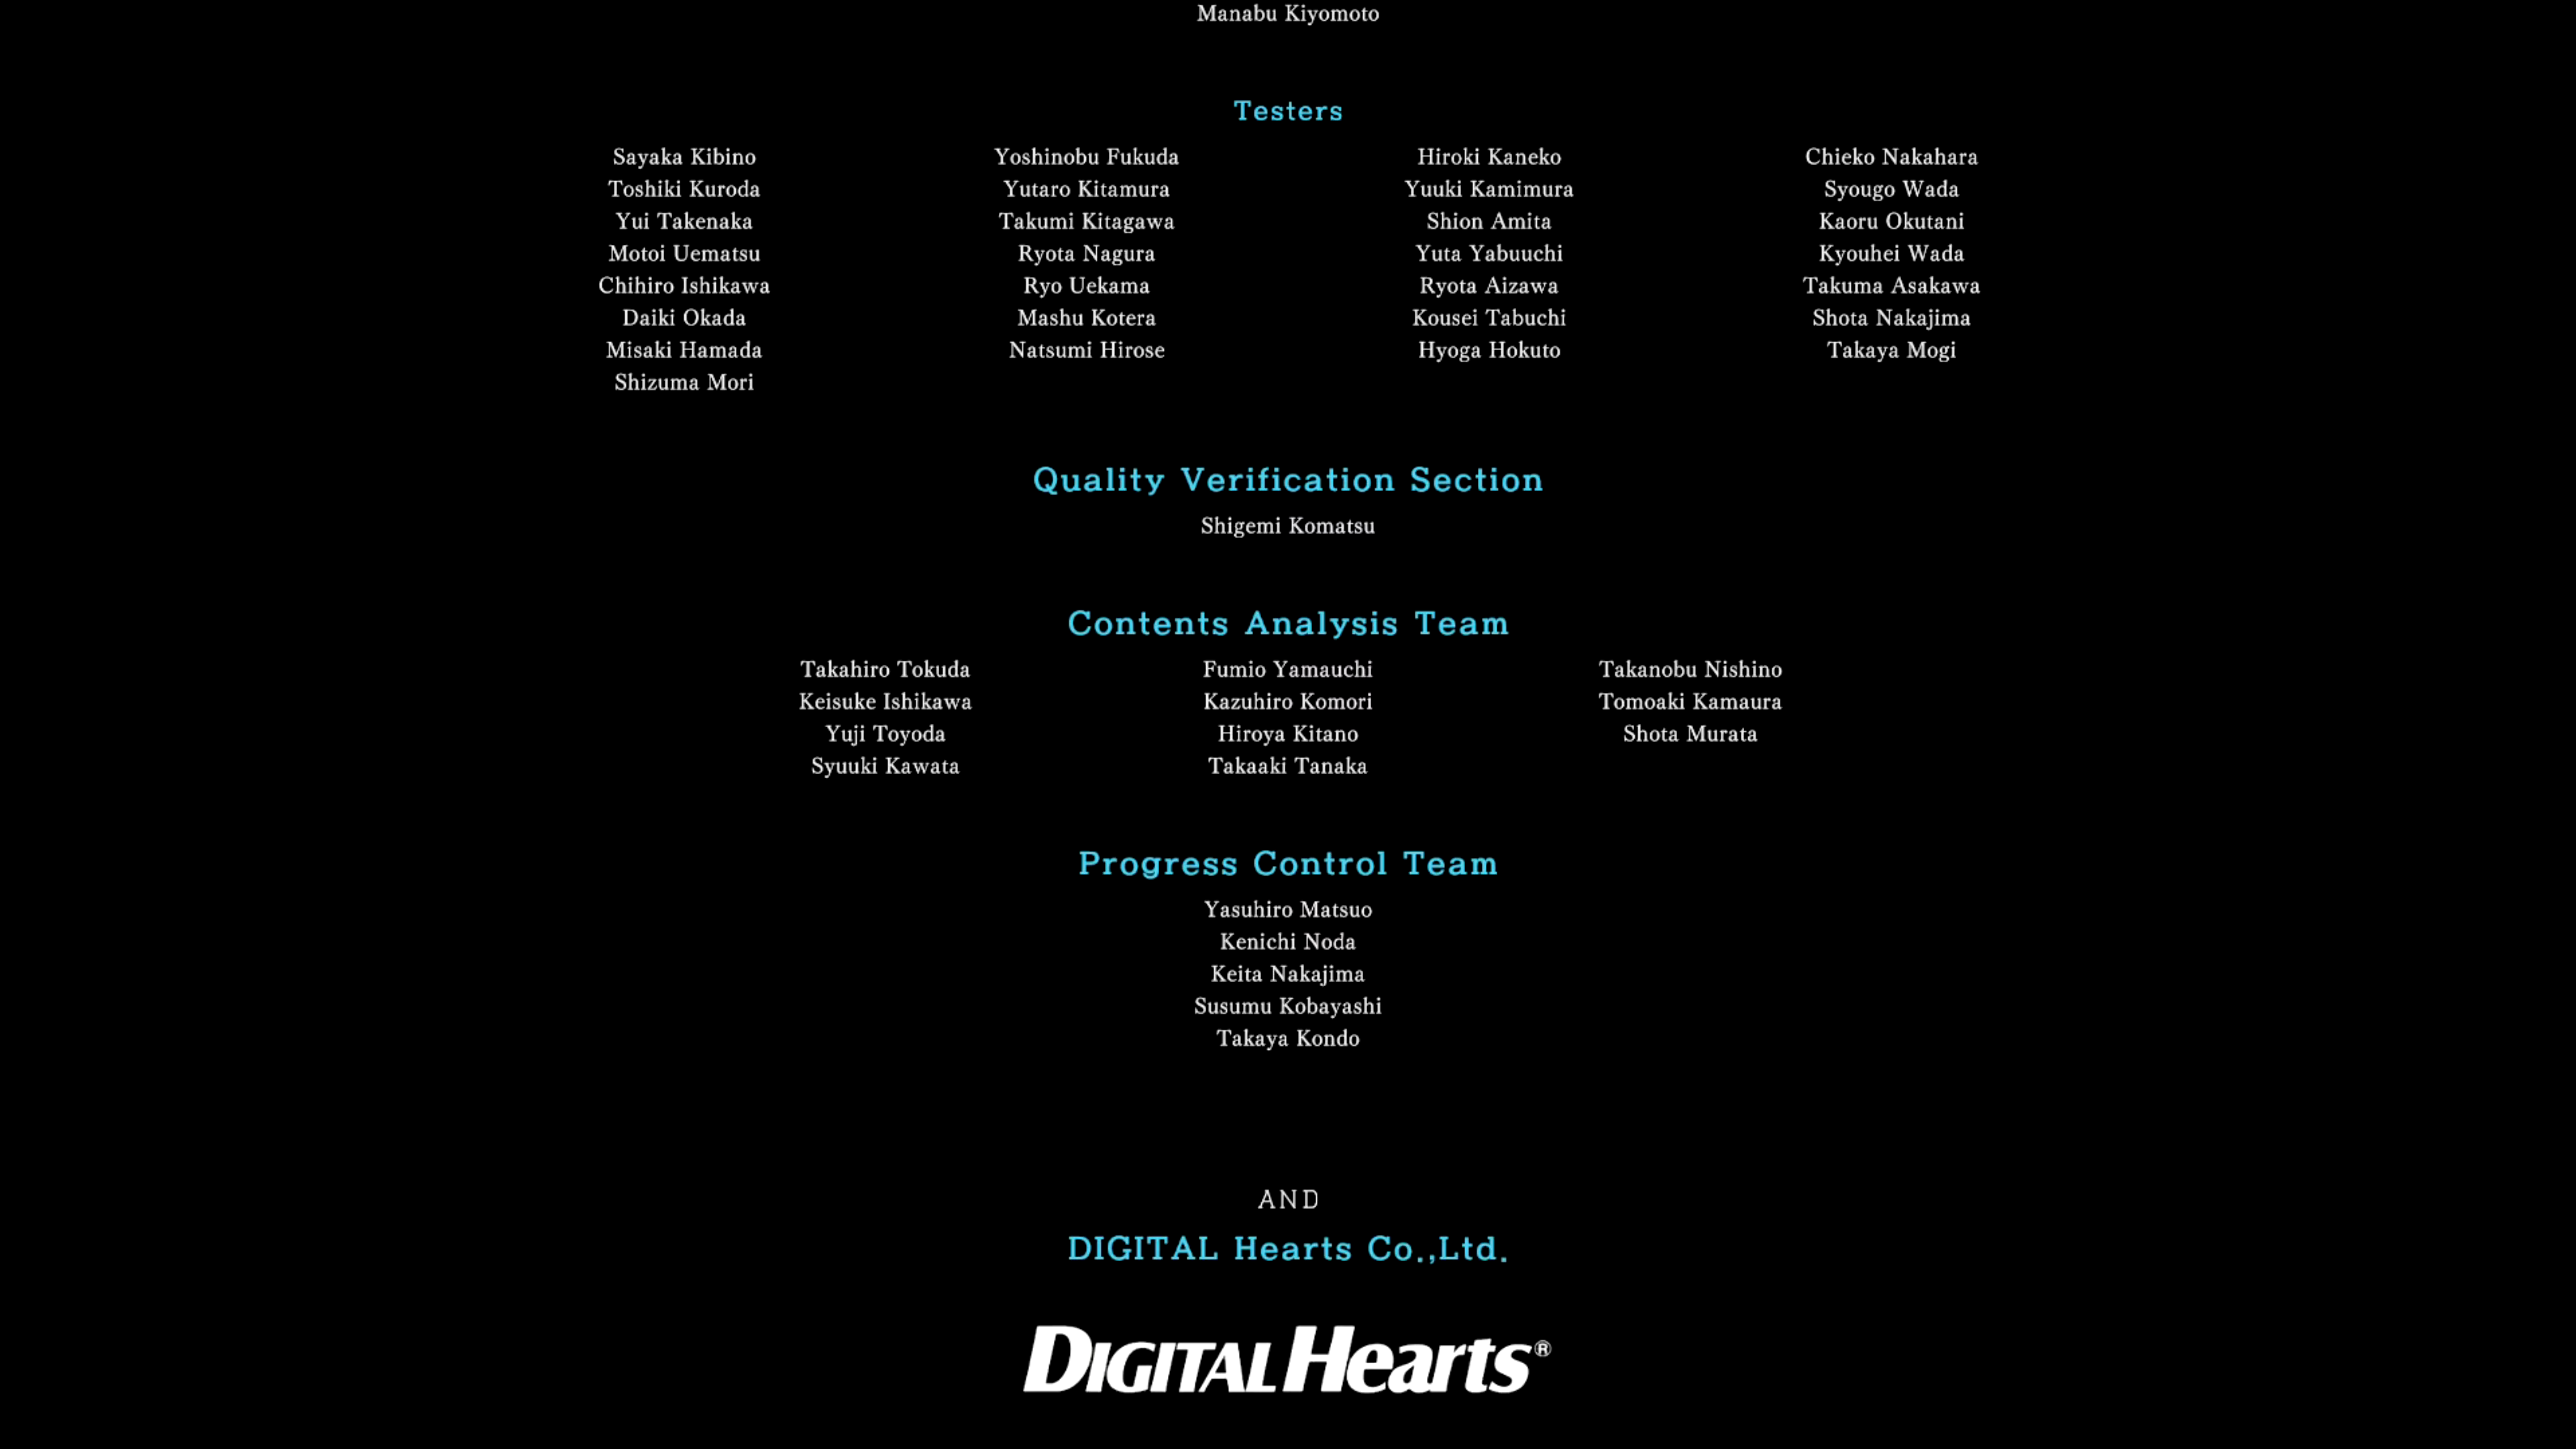 Manabu Kiyomoto
Testers
Sayaka Kibino Yoshinobu Fukuda Hiroki Kaneko Chieko Nakahara
Toshiki Kuroda Yutaro Kitamura Yuuki Kamimura Syougo Wada
Yui Takenaka Takumi Kitagawa Shion Amita Kaoru Okutani
Motoi Uematsu Ryota Nagura Yuta Yabuuchi Kyouhei Wada
Chihiro Ishikawa Ryo Uekama Ryota Aizawa Takuma Asakawa
Daiki Okada Mashu Kotera Kousei Tabuchi Shota Nakajima
Misaki Hamada Natsumi Hirose Hyoga Hokuto Takaya Mogi
Shizuma Mori
Quality Verification Section
Shigemi Komatsu
Contents Analysis Team
Takahiro Tokuda Fumio Yamauchi Takanobu Nishino
Keisuke Ishikawa Kazuhiro Komori Tomoaki Kamaura
Yuji Toyoda Hiroya Kitano Shota Murata
Syuuki Kawata Takaaki Tanaka
Progress Control Team
Yasuhiro Matsuo
Kenichi Noda
Keita Nakajima
Susumu Kobayashi
Takaya Kondo
AND
DIGITAL Hearts Co.,Ltd.
DIGITAL Hearts®